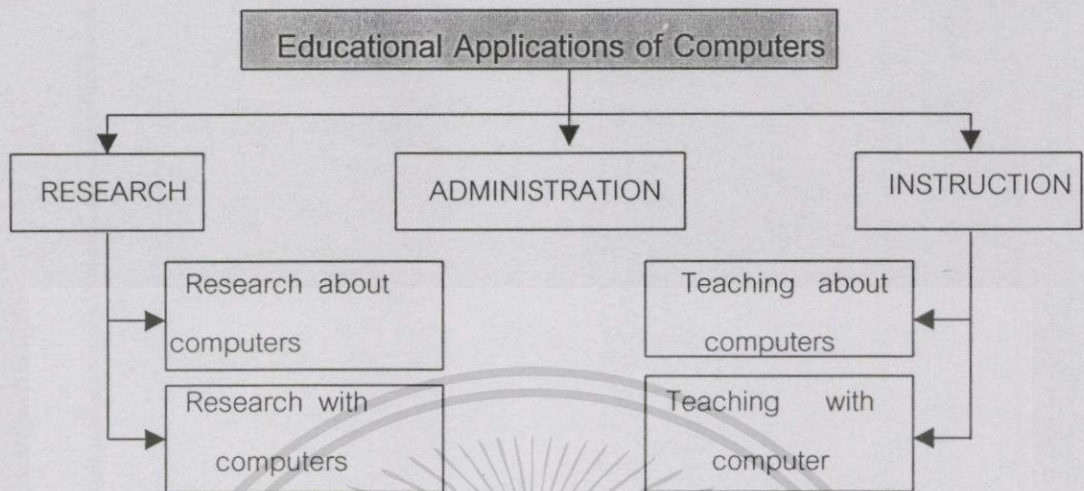 Educational Applications of Computers
RESEARCH
ADMINISTRATION
INSTRUCTION
Research about
computers
Research with
computers
Teaching about
computers
Teaching with
computer